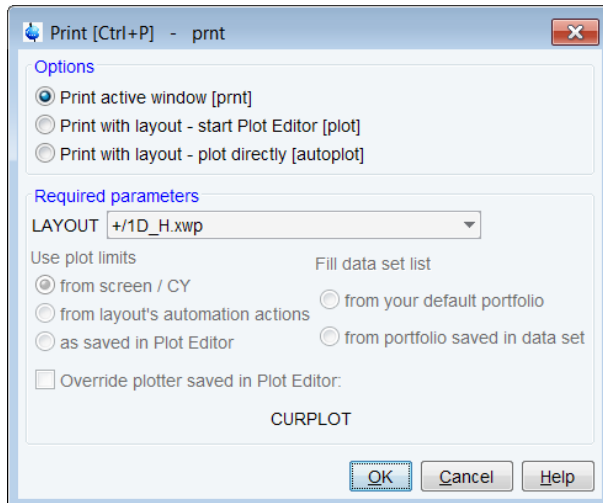 Print [Ctrl+P] - prnt
Options
Print active window [prnt]
Print with layout - start Plot Editor [plot]
Print with layout - plot directly [autoplot]
Required parameters
LAYOUT +/1D_H.xwp
Use plot limits
from screen / CY
from layout's automation actions
as saved in Plot Editor
Fill data set list
from your default portfolio
from portfolio saved in data set
Override plotter saved in Plot Editor:
CURPLOT
OK Cancel Help